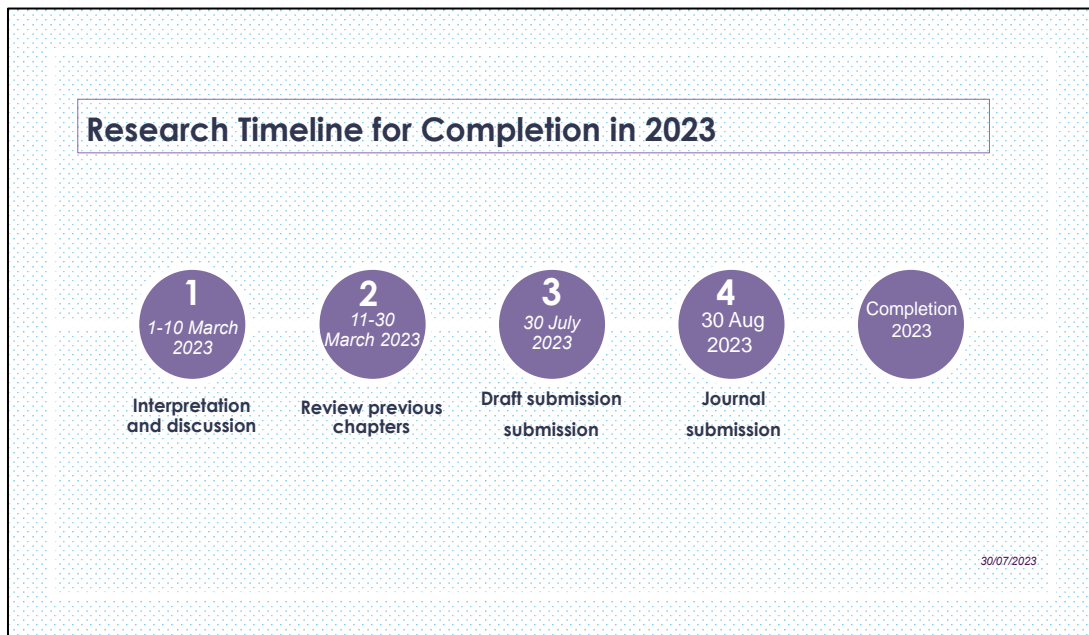 Research Timeline for Completion in 2023
1
1-10 March
2023
Interpretation
and discussion
2
11-30
March 2023
Review previous
chapters
3
30 July
2023
Draft submission
submission
4
30 Aug
2023
Journal
submission
Completion
2023
30/07/2023